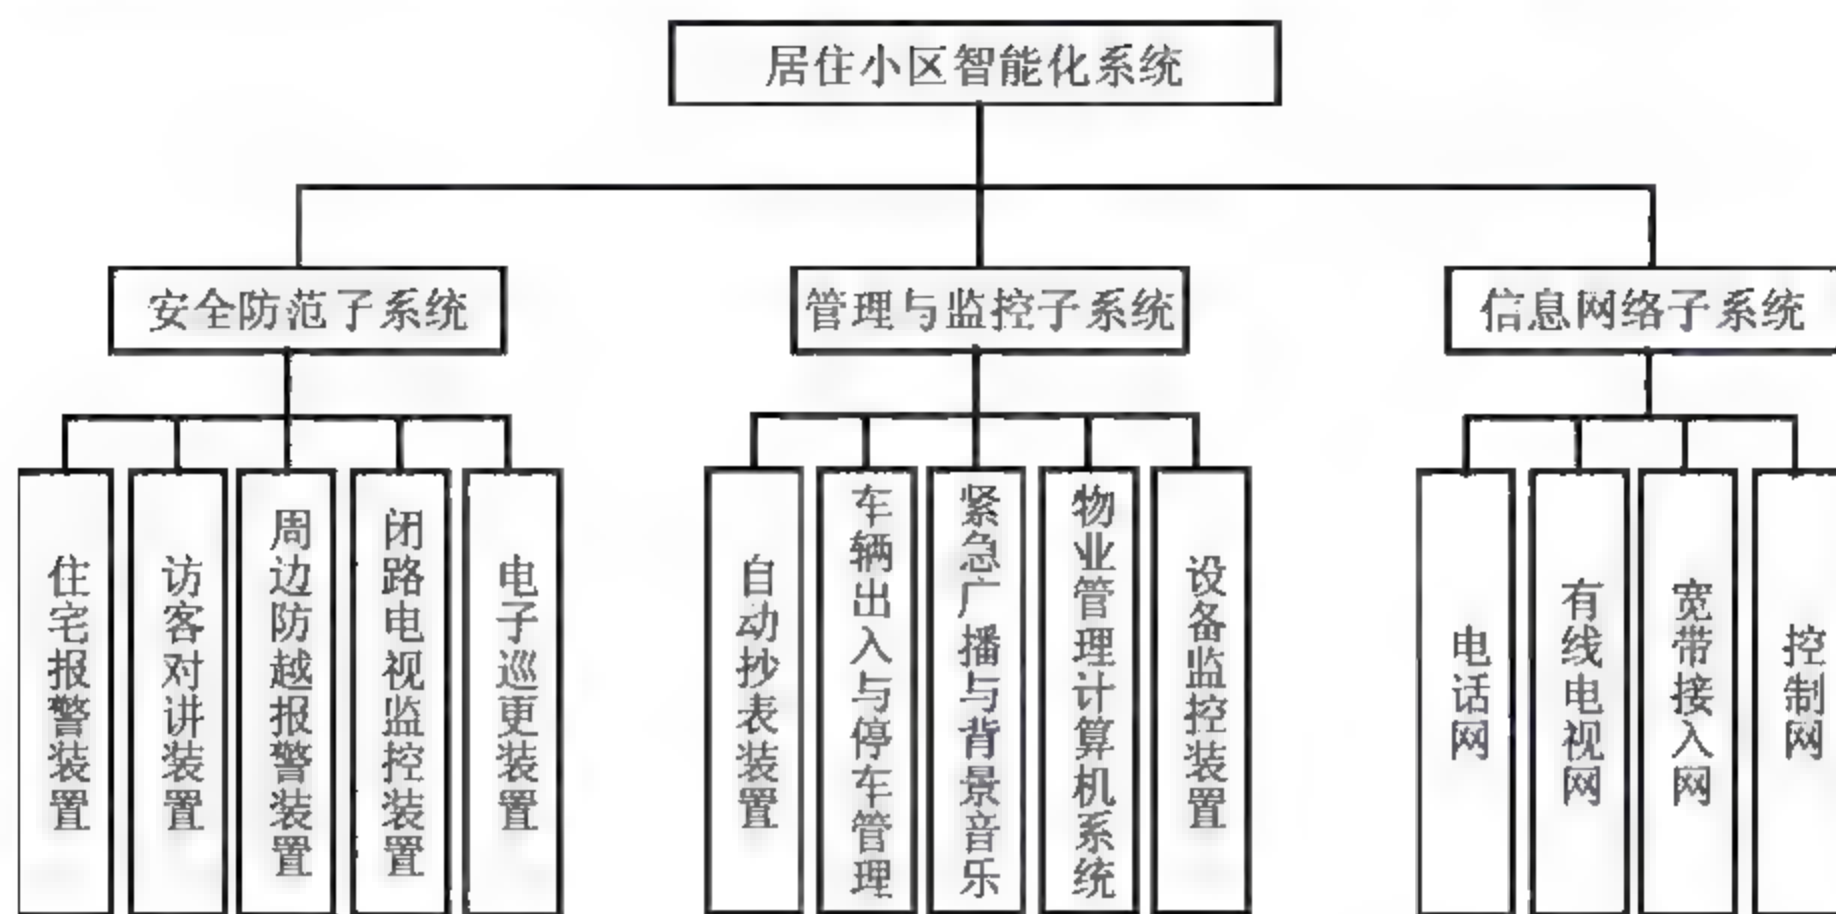 居住小区智能化系统
安全防范子系统
管理与监控子系统
信息网络子系统
住宅报警装置
访客对讲装置
周边防越报警装置
闭路电视监控装置
电子巡更装置
自动抄表装置
车辆出入与停车管理
紧急广播与背景音乐
物业管理计算机系统
设备监控装置
电话网
有线电视网
宽带接入网
控制网